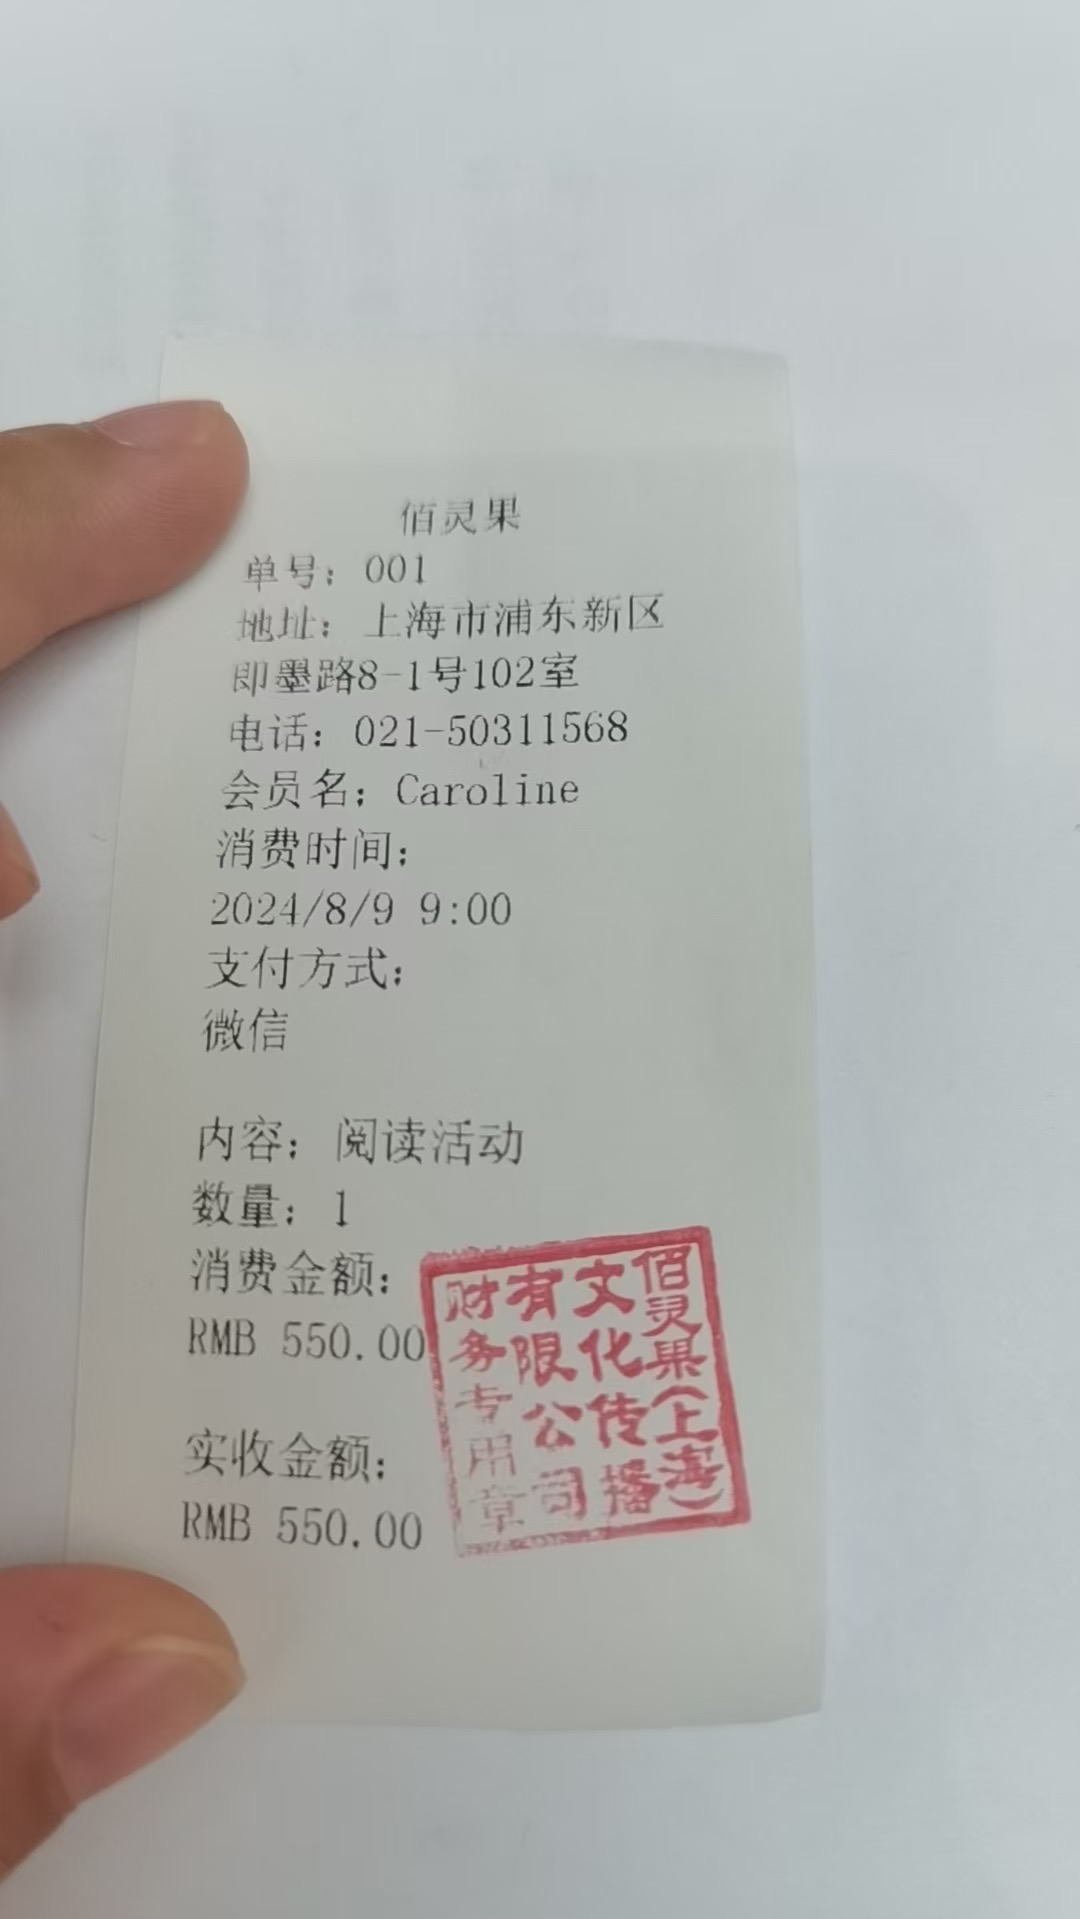 佰灵果
单号：001
地址：上海市浦东新区
即墨路8-1号102室
电话：021-50311568
会员名：Caroline
消费时间：
2024/8/9 9:00
支付方式：
微信
内容：阅读活动
数量：1
消费金额：
RMB 550.00
实收金额：
RMB 550.00
佰灵果(上海)
文化传播
有限公司
财务专用章